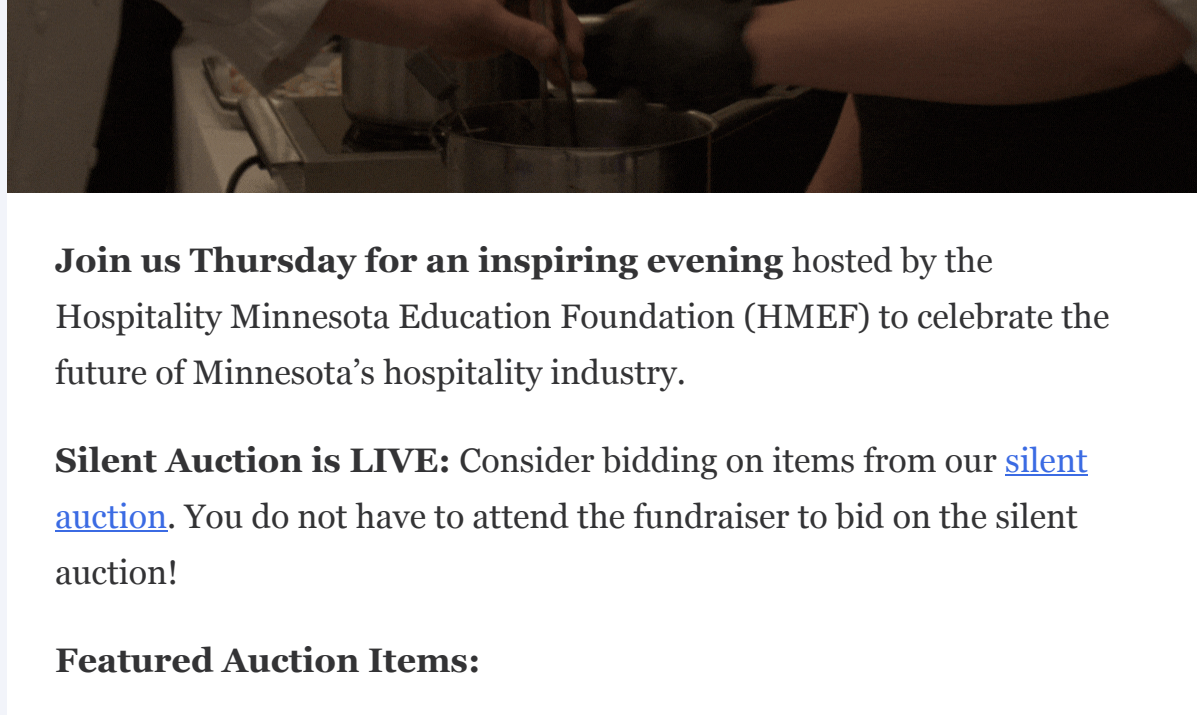 Join us Thursday for an inspiring evening hosted by the
Hospitality Minnesota Education Foundation (HMEF) to celebrate the
future of Minnesota’s hospitality industry.
Silent Auction is LIVE: Consider bidding on items from our silent
auction. You do not have to attend the fundraiser to bid on the silent
auction!
Featured Auction Items: